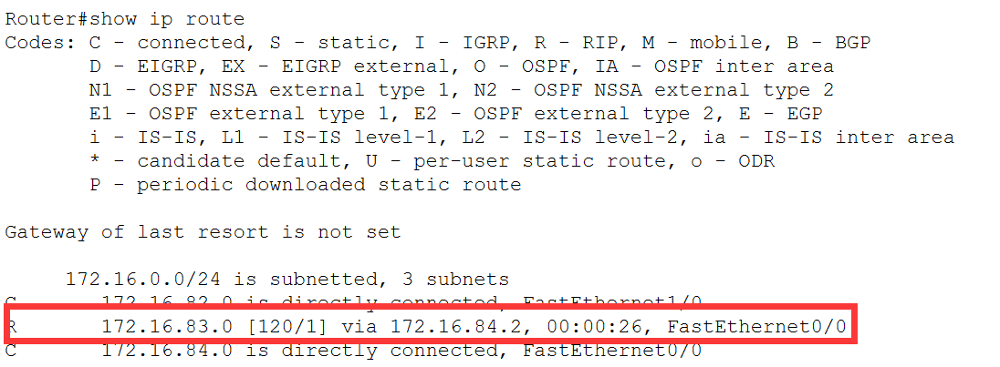 Router#show ip route
Codes: C - connected, S - static, I - IGRP, R - RIP, M - mobile, B - BGP
D - EIGRP, EX - EIGRP external, O - OSPF, IA - OSPF inter area
N1 - OSPF NSSA external type 1, N2 - OSPF NSSA external type 2
E1 - OSPF external type 1, E2 - OSPF external type 2, E - EGP
i - IS-IS, L1 - IS-IS level-1, L2 - IS-IS level-2, ia - IS-IS inter area
* - candidate default, U - per-user static route, o - ODR
P - periodic downloaded static route
Gateway of last resort is not set
172.16.0.0/24 is subnetted, 3 subnets
C 172.16.82.0 is directly connected, FastEthernet1/0
R 172.16.83.0 [120/1] via 172.16.84.2, 00:00:26, FastEthernet0/0
C 172.16.84.0 is directly connected, FastEthernet0/0